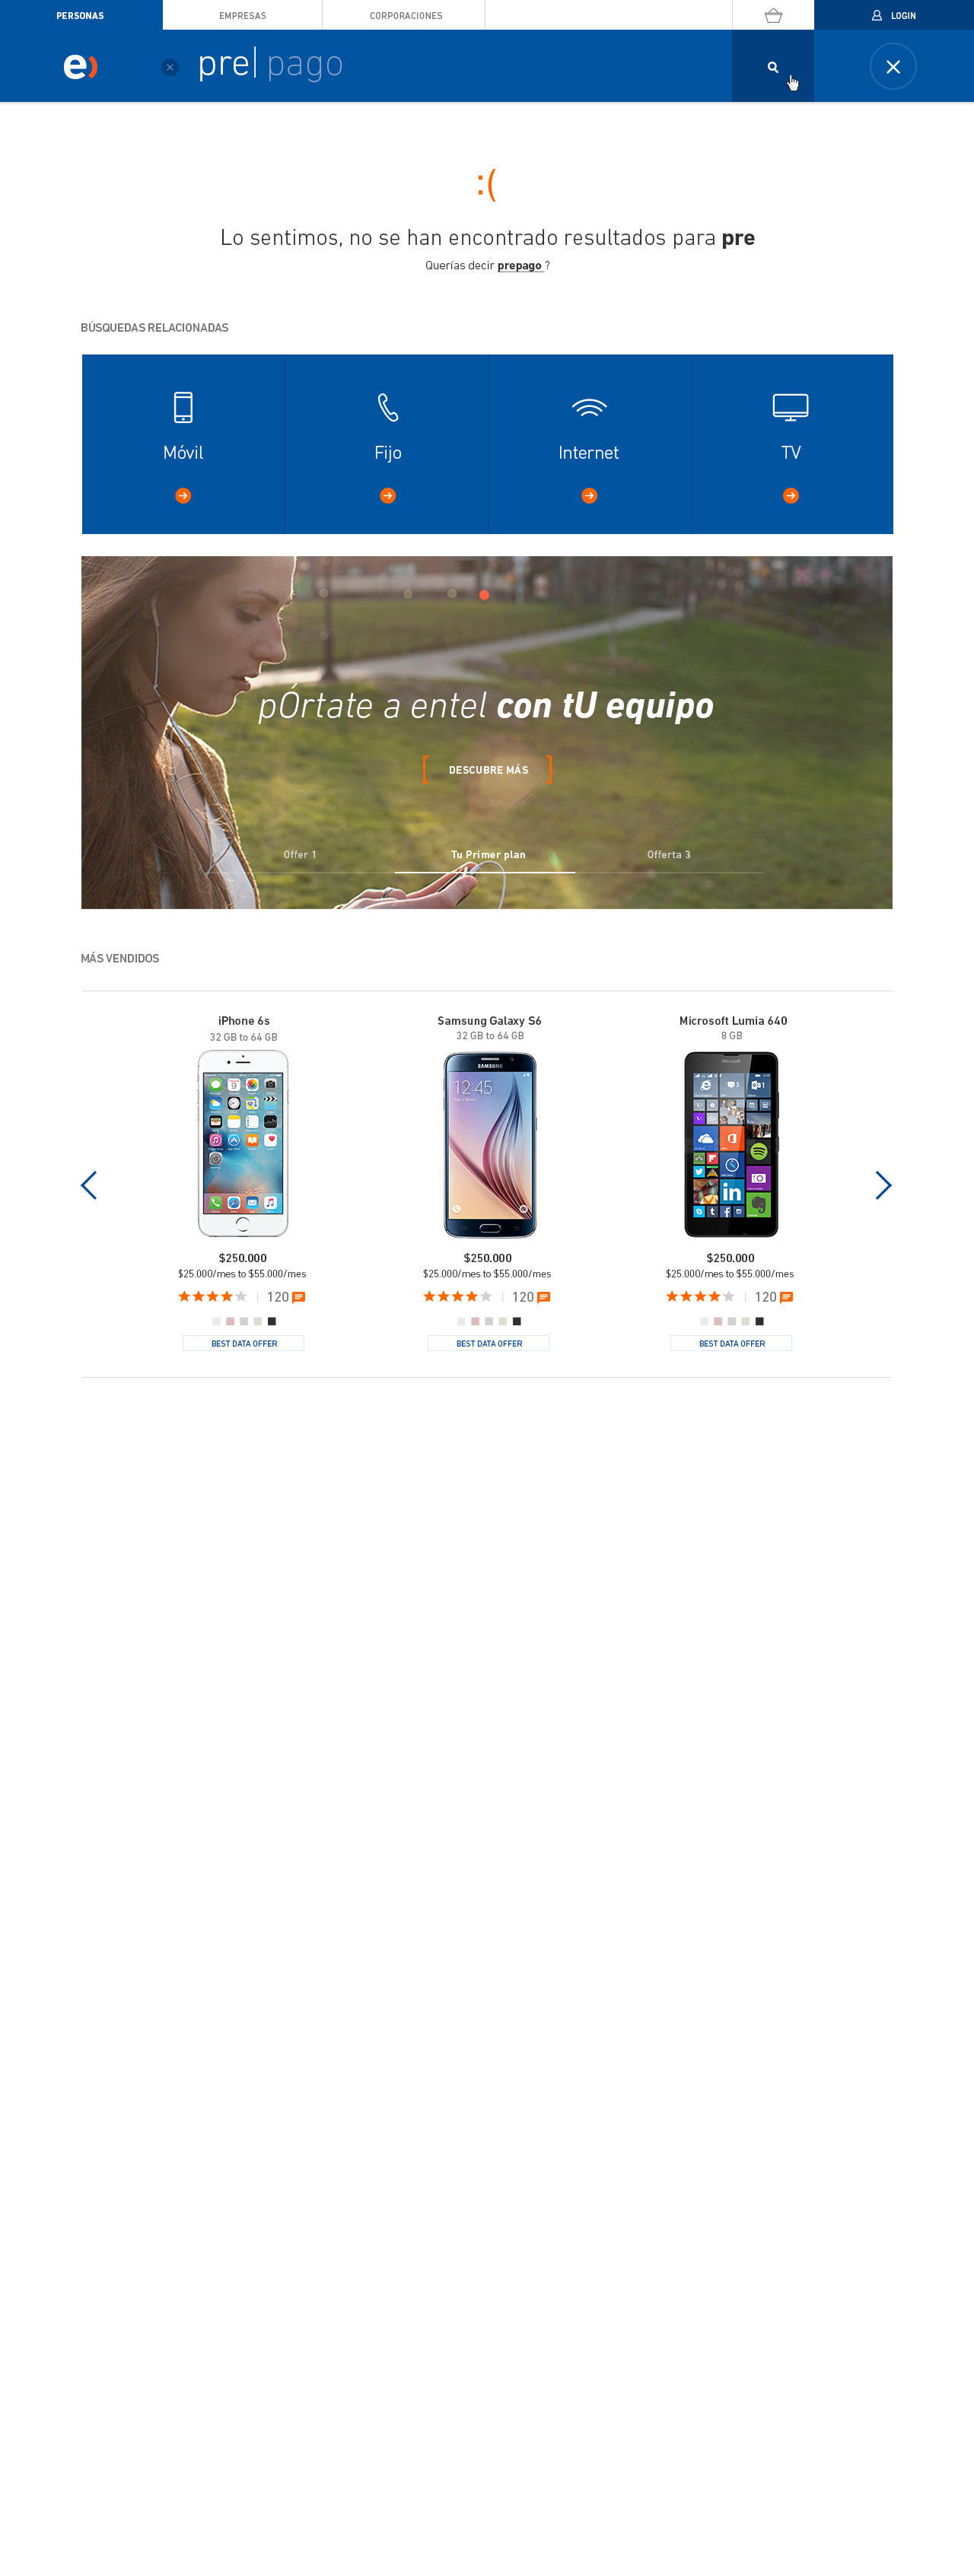 PERSONAS
EMPRESAS
CORPORACIONES
LOGIN
e)
pre| pago
:(
Lo sentimos, no se han encontrado resultados para pre
Querías decir prepago ?
BÚSQUEDAS RELACIONADAS
Móvil
Fijo
Internet
TV
pÓrtate a entel con tU equipo
DESCUBRE MÁS
Offer 1
Tu Primer plan
Offerta 3
MÁS VENDIDOS
iPhone 6s
32 GB to 64 GB
Samsung Galaxy S6
32 GB to 64 GB
Microsoft Lumia 640
8 GB
SAMSUNG
12:45
Microsoft
$250.000
$25.000/mes to $55.000/mes
120
BEST DATA OFFER
$250.000
$25.000/mes to $55.000/mes
120
BEST DATA OFFER
$250.000
$25.000/mes to $55.000/mes
120
BEST DATA OFFER